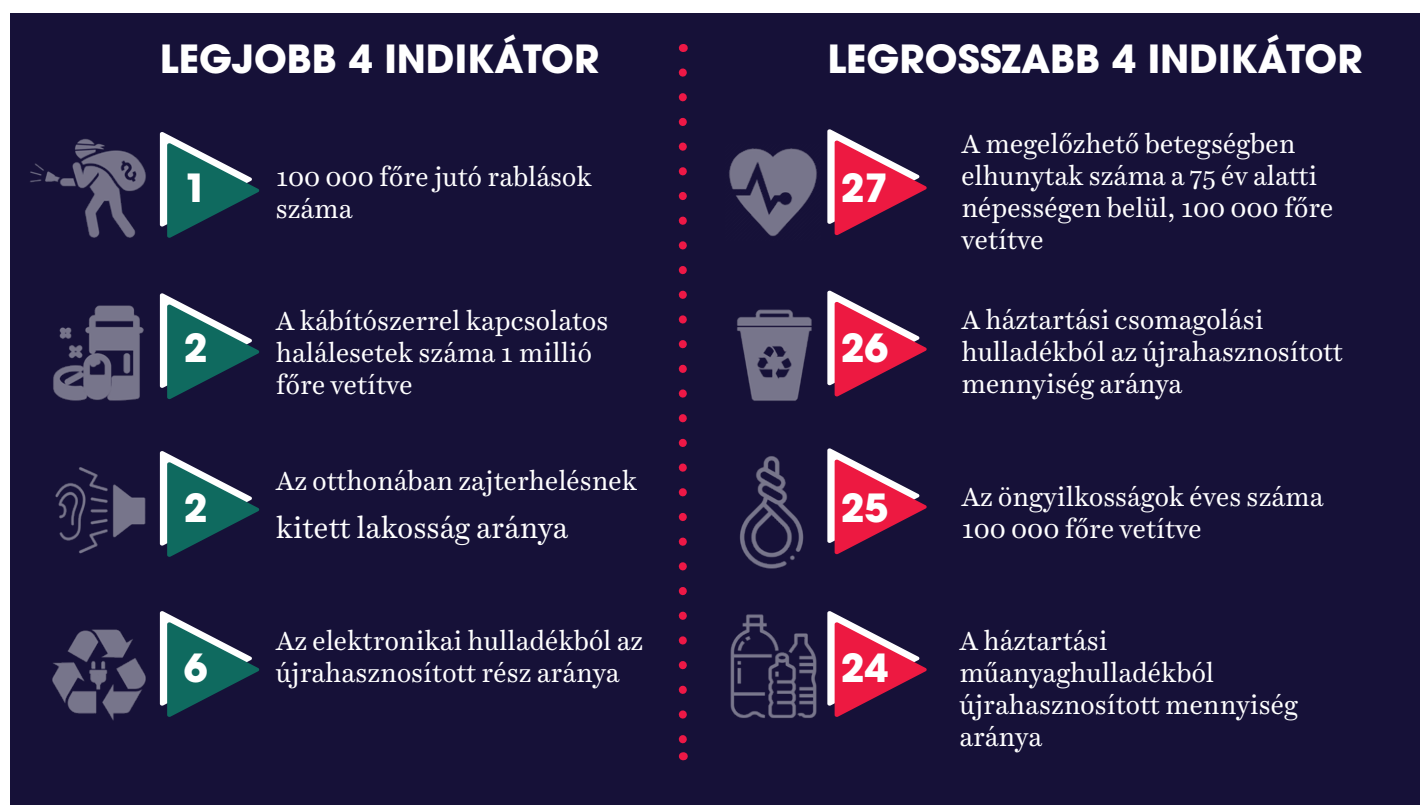 LEGJOBB 4 INDIKÁTOR
1
100 000 főre jutó rablások
száma
2
A kábítószerrel kapcsolatos
halálesetek száma 1 millió
főre vetítve
2
Az otthonában zajterhelésnek
kitett lakosság aránya
6
Az elektronikai hulladékból az
újrahasznosított rész aránya
LEGROSSZABB 4 INDIKÁTOR
27
A megelőzhető betegségben
elhunytak száma a 75 év alatti
népességen belül, 100 000 főre
vetítve
26
A háztartási csomagolási
hulladékból az újrahasznosított
mennyiség aránya
25
Az öngyilkosságok éves száma
100 000 főre vetítve
24
A háztartási
műanyaghulladékból
újrahasznosított mennyiség
aránya